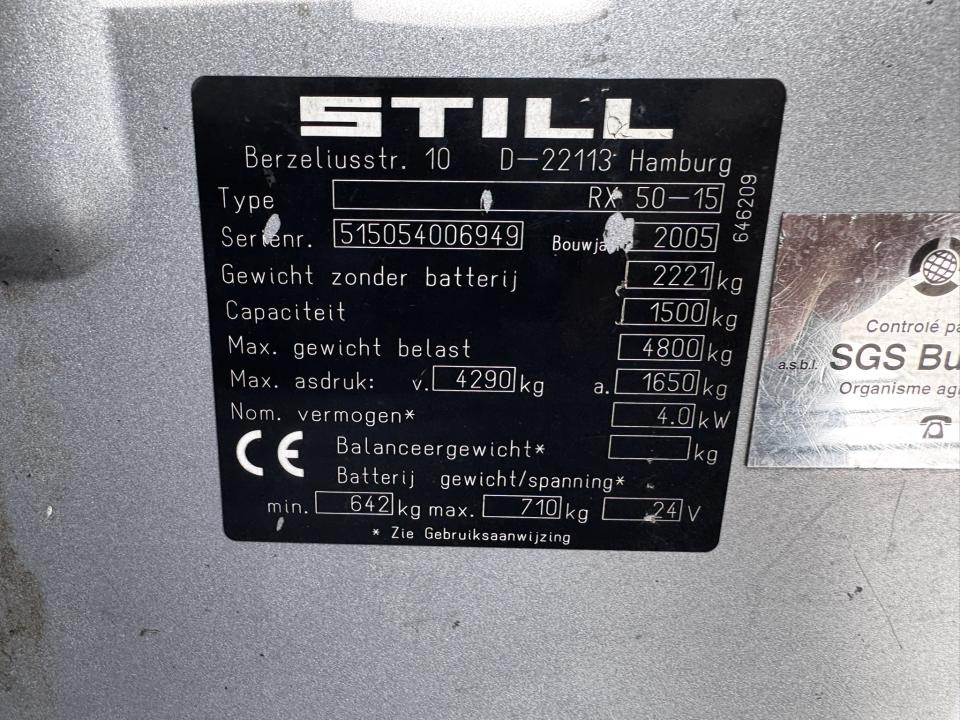 STILL
Berzeliusstr. 10 D-22113 Hamburg
Type RX 50-15
646209
Serienr. 515054006949 Bouwjaar 2005
Gewicht zonder batterij 2221 kg
Capaciteit 1500 kg
Max. gewicht belast 4800 kg
Max. asdruk: v. 4290 kg a. 1650 kg
Nom. vermogen* 4.0 kW
CE Balanceergewicht* kg
Batterij gewicht/spanning*
min. 642 kg max. 710 kg 24 V
* Zie Gebruiksaanwijzing
Controlé pa
a.s.b.l. SGS Bu
Organisme agr